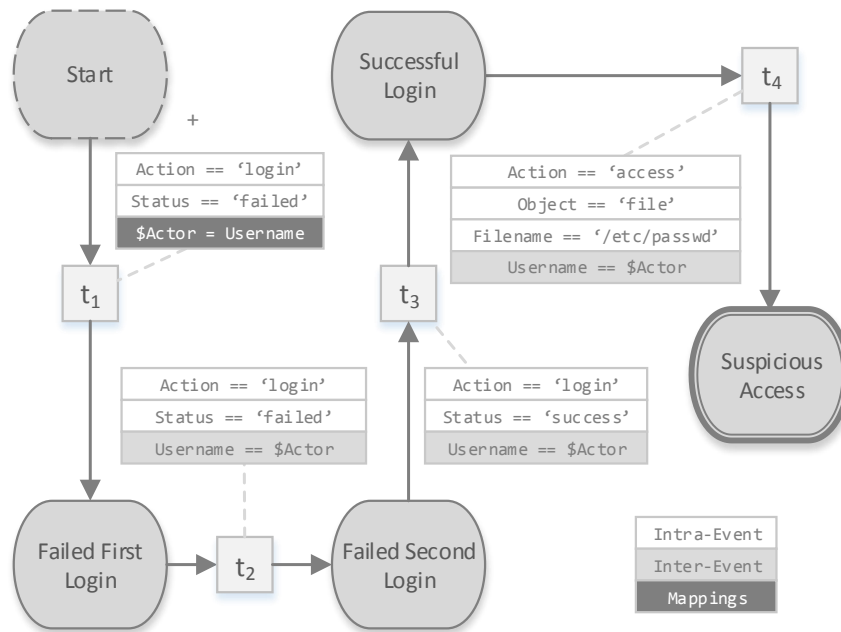 Start
+
Action == ‘login’
Status == ‘failed’
$Actor = Username
t1
Failed First
Login
Action == ‘login’
Status == ‘failed’
Username == $Actor
t2
Failed Second
Login
Action == ‘login’
Status == ‘success’
Username == $Actor
t3
Successful
Login
Action == ‘access’
Object == ‘file’
Filename == ‘/etc/passwd’
Username == $Actor
t4
Suspicious
Access
Intra-Event
Inter-Event
Mappings